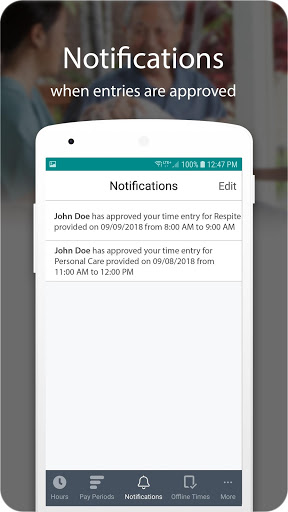 Notifications
when entries are approved
100% 12:47 PM
Notifications Edit
John Doe has approved your time entry for Respite
provided on 09/09/2018 from 8:00 AM to 9:00 AM
John Doe has approved your time entry for
Personal Care provided on 09/08/2018 from
11:00 AM to 12:00 PM
Hours Pay Periods Notifications Offline Times More